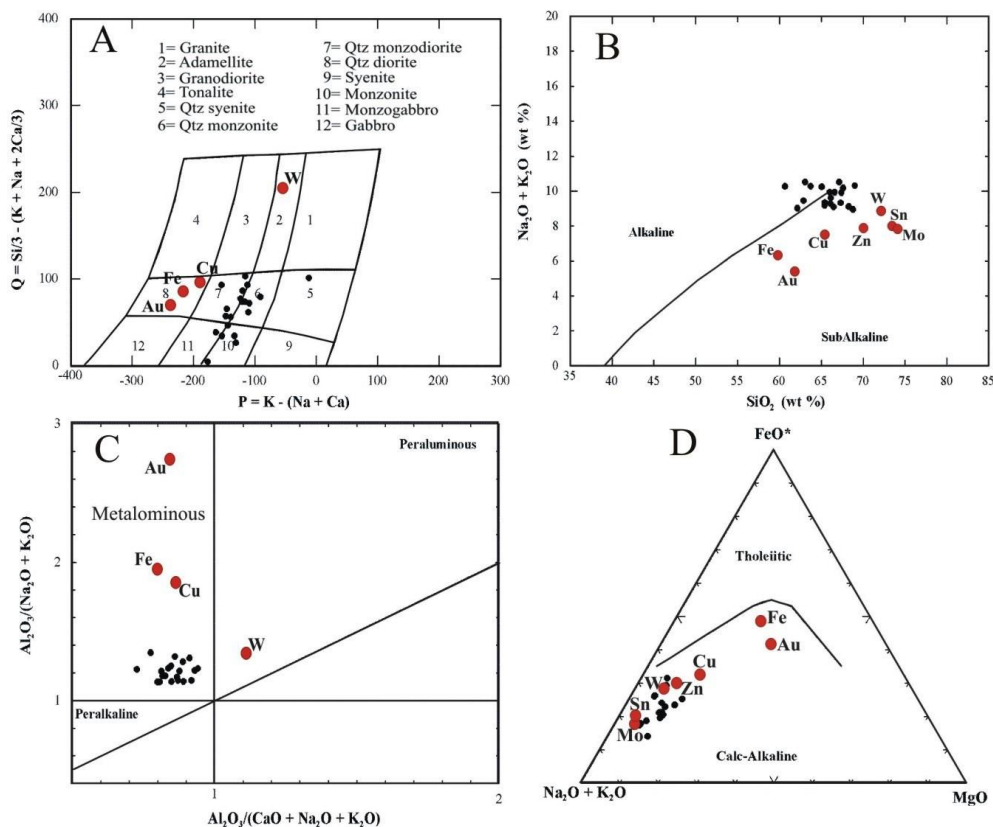 A
1= Granite
2= Adamellite
3= Granodiorite
4= Tonalite
5= Qtz syenite
6= Qtz monzonite
7= Qtz monzodiorite
8= Qtz diorite
9= Syenite
10= Monzonite
11= Monzogabbro
12= Gabbro
Q = Si/3 - (K + Na + 2Ca/3)
400
300
200
100
0
W
4
3
2
1
Cu
Fe
Au
8
7
6
5
12
11
10
9
-400
-300
-200
-100
0
100
200
300
P = K - (Na + Ca)
B
Na₂O + K₂O (wt %)
20
18
16
14
12
10
8
6
4
2
0
Alkaline
W
Sn
Mo
Zn
Cu
Fe
Au
SubAlkaline
35
40
45
50
55
60
65
70
75
80
85
SiO₂ (wt %)
C
Al₂O₃/(Na₂O + K₂O)
3
2
1
Au
Peraluminous
Metalominous
Fe
Cu
W
Peralkaline
1
2
Al₂O₃/(CaO + Na₂O + K₂O)
D
FeO*
Tholeiitic
Fe
Au
Cu
W
Zn
Sn
Mo
Calc-Alkaline
Na₂O + K₂O
MgO